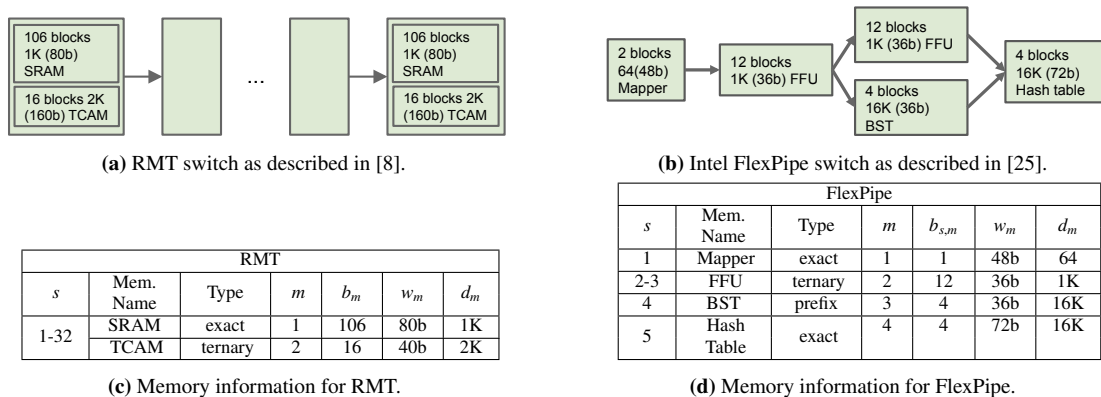 106 blocks
1K (80b)
SRAM
16 blocks 2K
(160b) TCAM
...
106 blocks
1K (80b)
SRAM
16 blocks 2K
(160b) TCAM
(a) RMT switch as described in [8].
2 blocks
64(48b)
Mapper
12 blocks
1K (36b) FFU
12 blocks
1K (36b) FFU
4 blocks
16K (36b)
BST
4 blocks
16K (72b)
Hash table
(b) Intel FlexPipe switch as described in [25].
RMT
s Mem. Name Type m b_m w_m d_m
1-32 SRAM exact 1 106 80b 1K
TCAM ternary 2 16 40b 2K
(c) Memory information for RMT.
FlexPipe
s Mem. Name Type m b_{s,m} w_m d_m
1 Mapper exact 1 1 48b 64
2-3 FFU ternary 2 12 36b 1K
4 BST prefix 3 4 36b 16K
5 Hash Table exact 4 4 72b 16K
(d) Memory information for FlexPipe.